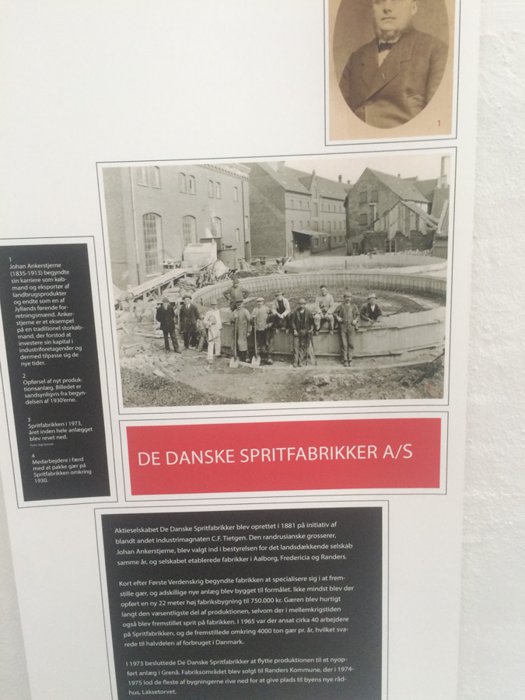 1
1
Johan Ankerstjerne
(1835-1915) begyndte
sin karriere som køb-
mand og eksportør af
landbrugsprodukter
og endte som en af
Jyllands førende for-
retningsmænd. Anker-
stjerne er et eksempel
på en traditionel storkøb-
mand, der forstod at
investere sin kapital i
industriforetagender og
dermed tilpasse sig de
nye tider.
2
Opførsel af nyt produk-
tionsanlæg. Billedet er
sandsynligvis fra begyn-
delsen af 1930'erne.
3
Spritfabrikken i 1973,
året inden hele anlægget
blev revet ned.
4
Medarbejdere i færd
med at pakke gær på
Spritfabrikken omkring
1930.
DE DANSKE SPRITFABRIKKER A/S
Aktieselskabet De Danske Spritfabrikker blev oprettet i 1881 på initiativ af
blandt andet industrimagnaten C.F. Tietgen. Den randrusianske grosserer,
Johan Ankerstjerne, blev valgt ind i bestyrelsen for det landsdækkende selskab
samme år, og selskabet etablerede fabrikker i Aalborg, Fredericia og Randers.
Kort efter Første Verdenskrig begyndte fabrikken at specialisere sig i at frem-
stille gær, og adskillige nye anlæg blev bygget til formålet. Ikke mindst blev der
opført en ny 22 meter høj fabriksbygning til 750.000 kr. Gæren blev hurtigt
langt den væsentligste del af produktionen, selvom der i mellemkrigstiden
også blev fremstillet sprit på fabrikken. I 1965 var der ansat cirka 40 arbejdere
på Spritfabrikken, og de fremstillede omkring 4000 ton gær pr. år, hvilket sva-
rede til halvdelen af forbruget i Danmark.
I 1973 besluttede De Danske Spritfabrikker at flytte produktionen til et nyop-
ført anlæg i Grenå. Fabriksområdet blev solgt til Randers Kommune, der i 1974-
1975 lod de fleste af bygningerne rive ned for at give plads til byens nye råd-
hus, Laksetorvet.